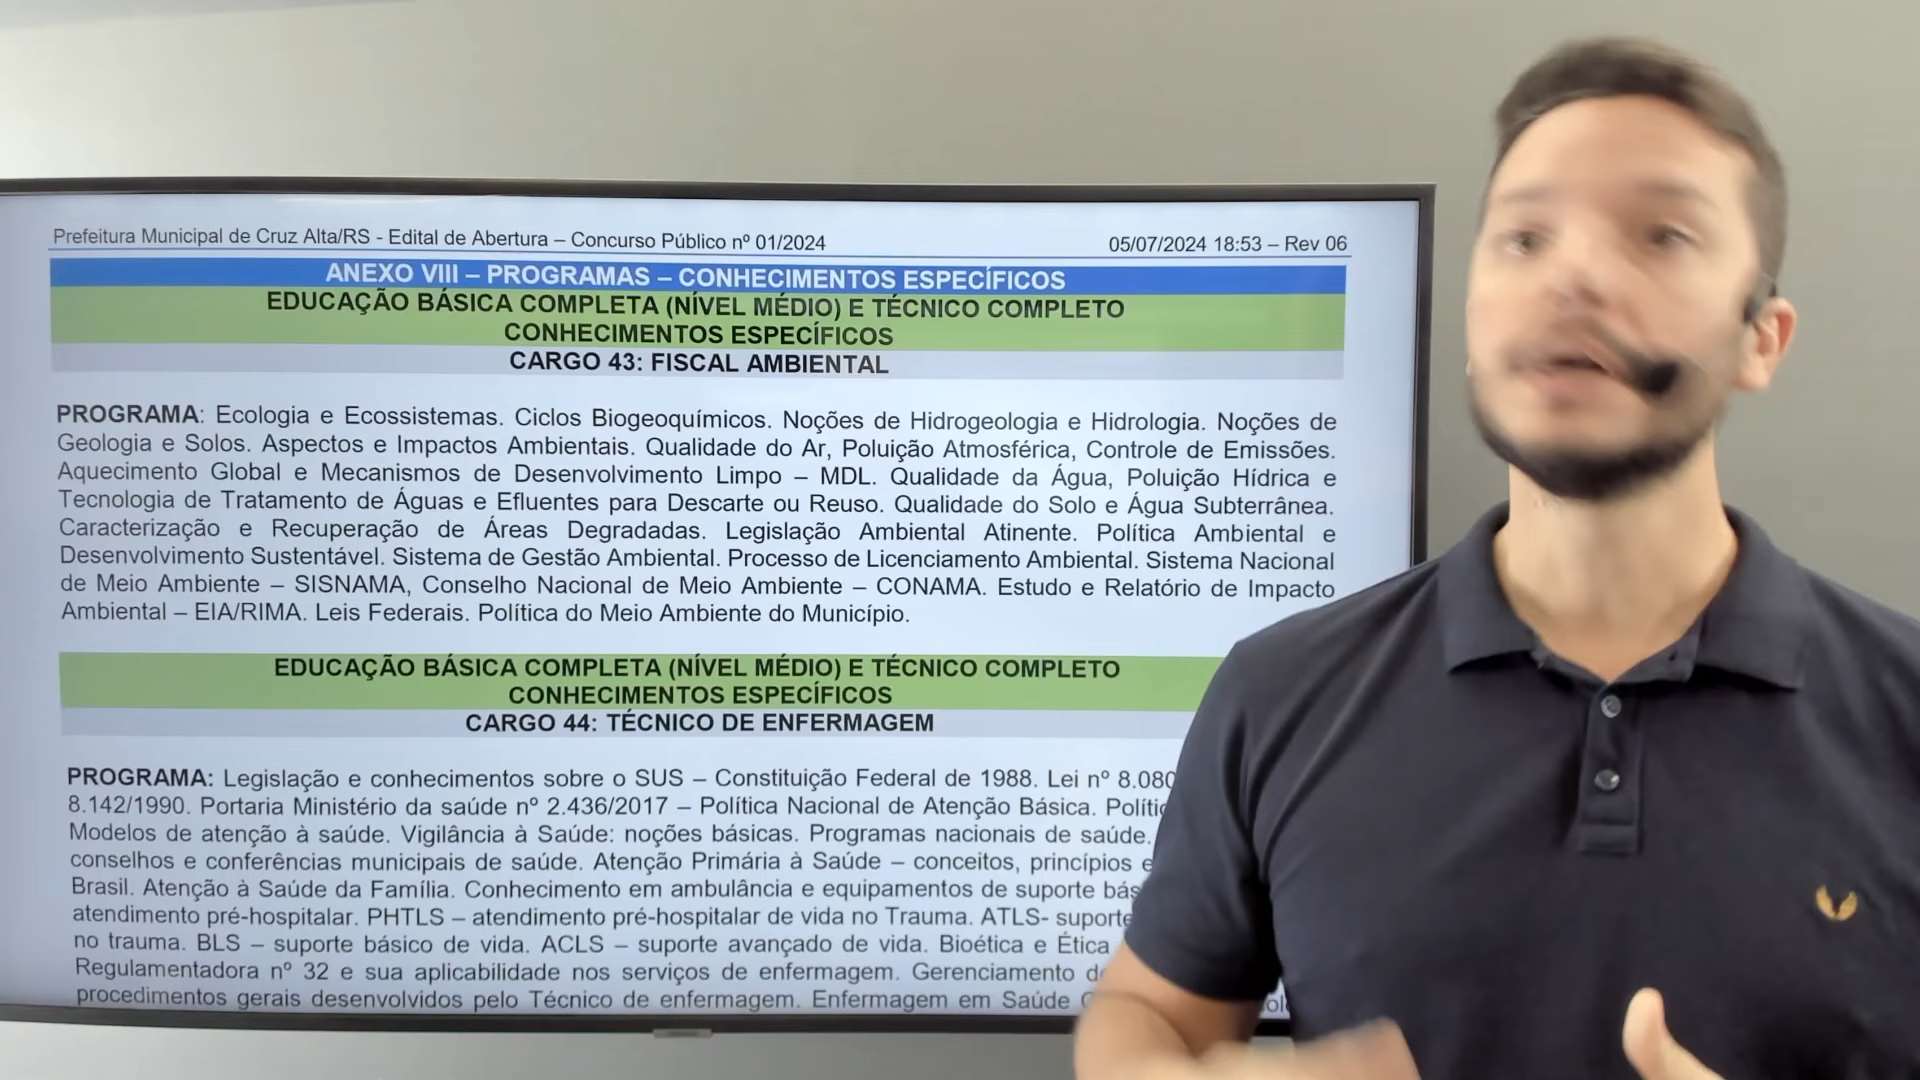 Prefeitura Municipal de Cruz Alta/RS - Edital de Abertura – Concurso Público nº 01/2024 05/07/2024 18:53 – Rev 06
ANEXO VIII – PROGRAMAS – CONHECIMENTOS ESPECÍFICOS
EDUCAÇÃO BÁSICA COMPLETA (NÍVEL MÉDIO) E TÉCNICO COMPLETO
CONHECIMENTOS ESPECÍFICOS
CARGO 43: FISCAL AMBIENTAL
PROGRAMA: Ecologia e Ecossistemas. Ciclos Biogeoquímicos. Noções de Hidrogeologia e Hidrologia. Noções de
Geologia e Solos. Aspectos e Impactos Ambientais. Qualidade do Ar, Poluição Atmosférica, Controle de Emissões.
Aquecimento Global e Mecanismos de Desenvolvimento Limpo – MDL. Qualidade da Água, Poluição Hídrica e
Tecnologia de Tratamento de Águas e Efluentes para Descarte ou Reuso. Qualidade do Solo e Água Subterrânea.
Caracterização e Recuperação de Áreas Degradadas. Legislação Ambiental Atinente. Política Ambiental e
Desenvolvimento Sustentável. Sistema de Gestão Ambiental. Processo de Licenciamento Ambiental. Sistema Nacional
de Meio Ambiente – SISNAMA, Conselho Nacional de Meio Ambiente – CONAMA. Estudo e Relatório de Impacto
Ambiental – EIA/RIMA. Leis Federais. Política do Meio Ambiente do Município.
EDUCAÇÃO BÁSICA COMPLETA (NÍVEL MÉDIO) E TÉCNICO COMPLETO
CONHECIMENTOS ESPECÍFICOS
CARGO 44: TÉCNICO DE ENFERMAGEM
PROGRAMA: Legislação e conhecimentos sobre o SUS – Constituição Federal de 1988. Lei nº 8.080
8.142/1990. Portaria Ministério da saúde nº 2.436/2017 – Política Nacional de Atenção Básica.
Modelos de atenção à saúde. Vigilância à Saúde: noções básicas. Programas nacionais de saúde.
conselhos e conferências municipais de saúde. Atenção Primária à Saúde – conceitos, princípios e
Brasil. Atenção à Saúde da Família. Conhecimento em ambulância e equipamentos de suporte
atendimento pré-hospitalar. PHTLS – atendimento pré-hospitalar de vida no Trauma. ATLS- suporte
no trauma. BLS – suporte básico de vida. ACLS – suporte avançado de vida. Bioética e Ética
Regulamentadora nº 32 e sua aplicabilidade nos serviços de enfermagem. Gerenciamento
procedimentos gerais desenvolvidos pelo Técnico de enfermagem. Enfermagem em Saúde